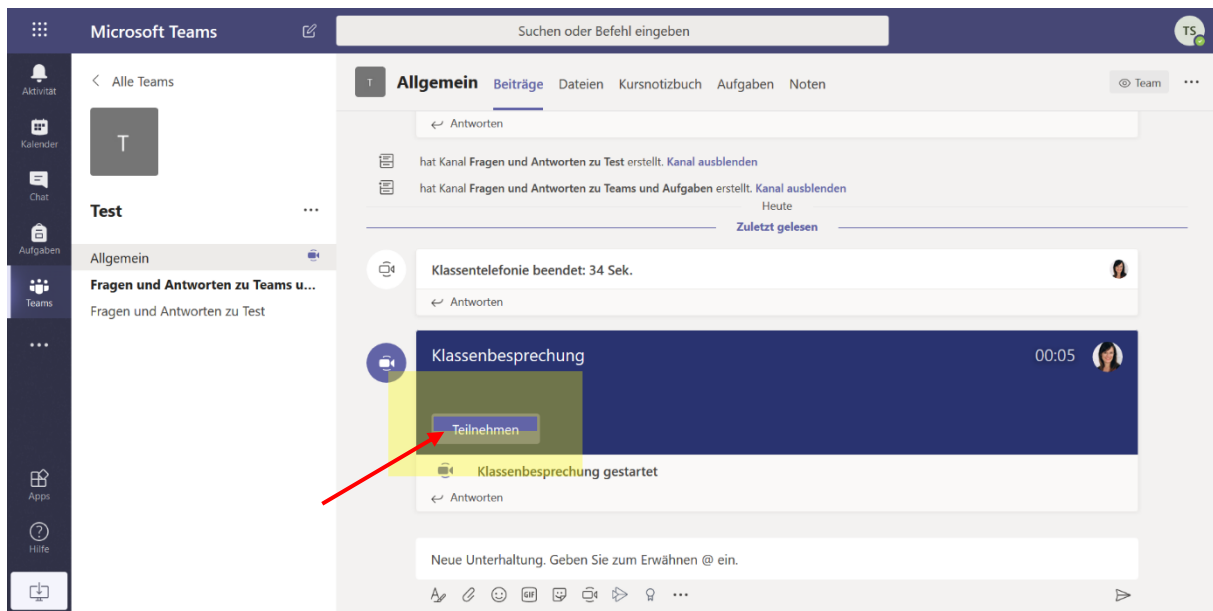 Microsoft Teams
Suchen oder Befehl eingeben
TS
Aktivität
Kalender
Chat
Aufgaben
Teams
Apps
Hilfe
Alle Teams
T
Test
Allgemein
Fragen und Antworten zu Teams u...
Fragen und Antworten zu Test
T Allgemein Beiträge Dateien Kursnotizbuch Aufgaben Noten Team
Antworten
hat Kanal Fragen und Antworten zu Test erstellt. Kanal ausblenden
hat Kanal Fragen und Antworten zu Teams und Aufgaben erstellt. Kanal ausblenden
Heute
Zuletzt gelesen
Klassentelefonie beendet: 34 Sek.
Antworten
Klassenbesprechung 00:05
Teilnehmen
Klassenbesprechung gestartet
Antworten
Neue Unterhaltung. Geben Sie zum Erwähnen @ ein.
GIF